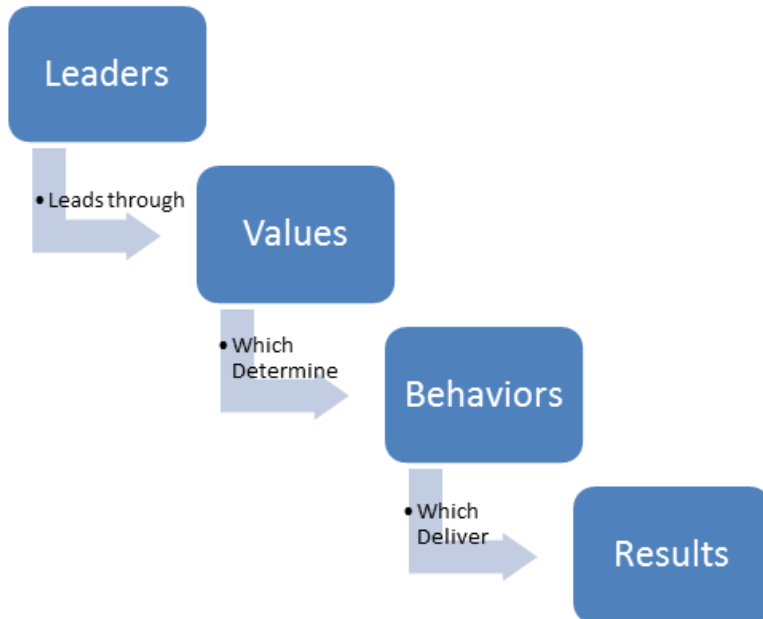 Leaders
• Leads through
Values
• Which
Determine
Behaviors
• Which
Deliver
Results